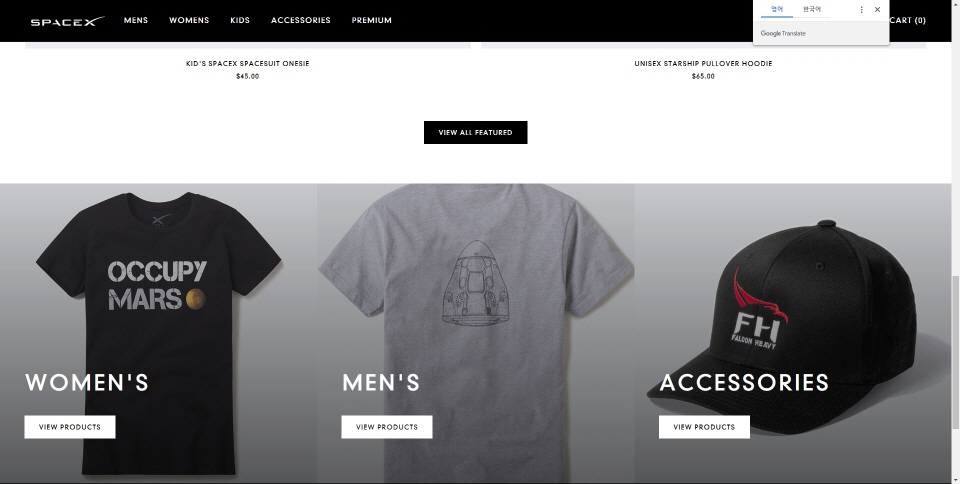 SPACEX
MENS
WOMENS
KIDS
ACCESSORIES
PREMIUM
영어
한국어
CART (0)
Google Translate
KID'S SPACEX SPACESUIT ONESIE
$45.00
UNISEX STARSHIP PULLOVER HOODIE
$65.00
VIEW ALL FEATURED
OCCUPY
MARS
FH
FALCON HEAVY
WOMEN'S
MEN'S
ACCESSORIES
VIEW PRODUCTS
VIEW PRODUCTS
VIEW PRODUCTS